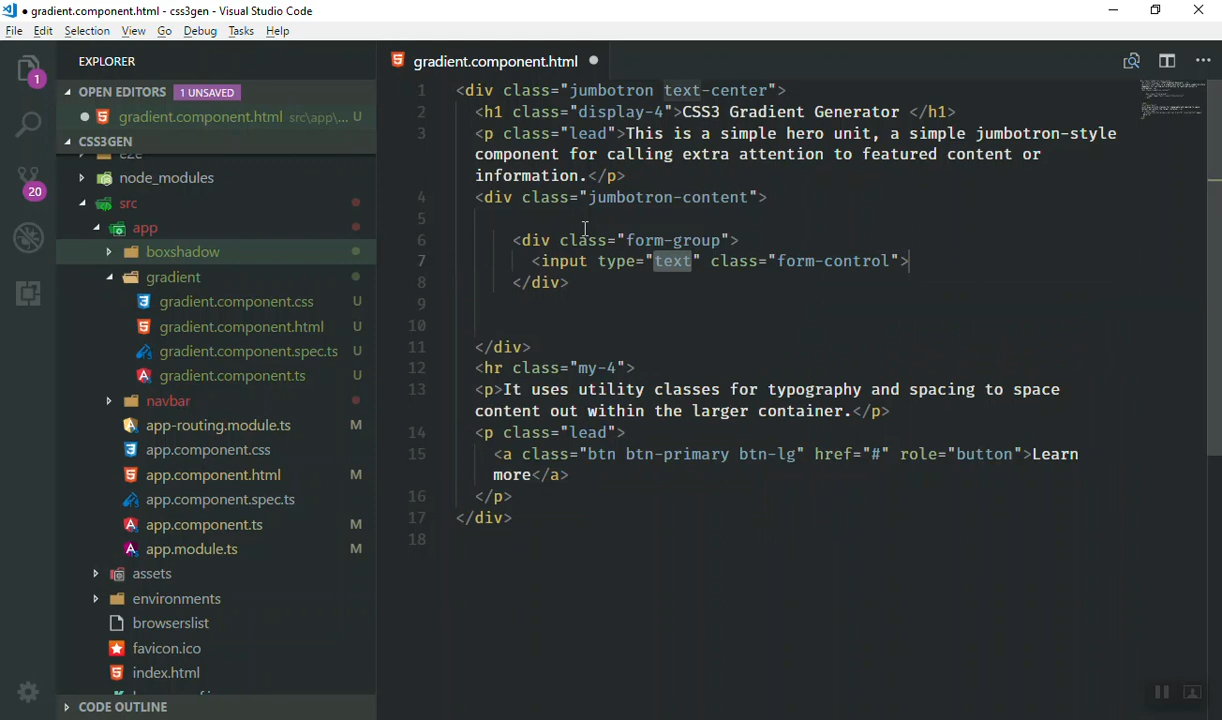 gradient.component.html - css3gen - Visual Studio Code
File Edit Selection View Go Debug Tasks Help
EXPLORER
OPEN EDITORS 1 UNSAVED
gradient.component.html src\app\... U
CSS3GEN
e2e
node_modules
src
app
boxshadow
gradient
gradient.component.css U
gradient.component.html U
gradient.component.spec.ts U
gradient.component.ts U
navbar
app-routing.module.ts M
app.component.css
app.component.html M
app.component.spec.ts
app.component.ts M
app.module.ts M
assets
environments
browserslist
favicon.ico
index.html
CODE OUTLINE
1
20
gradient.component.html
1 <div class="jumbotron text-center">
2 <h1 class="display-4">CSS3 Gradient Generator </h1>
3 <p class="lead">This is a simple hero unit, a simple jumbotron-style
component for calling extra attention to featured content or
information.</p>
4 <div class="jumbotron-content">
5
6 <div class="form-group">
7 <input type="text" class="form-control">
8 </div>
9
10
11 </div>
12 <hr class="my-4">
13 <p>It uses utility classes for typography and spacing to space
content out within the larger container.</p>
14 <p class="lead">
15 <a class="btn btn-primary btn-lg" href="#" role="button">Learn
more</a>
16 </p>
17 </div>
18